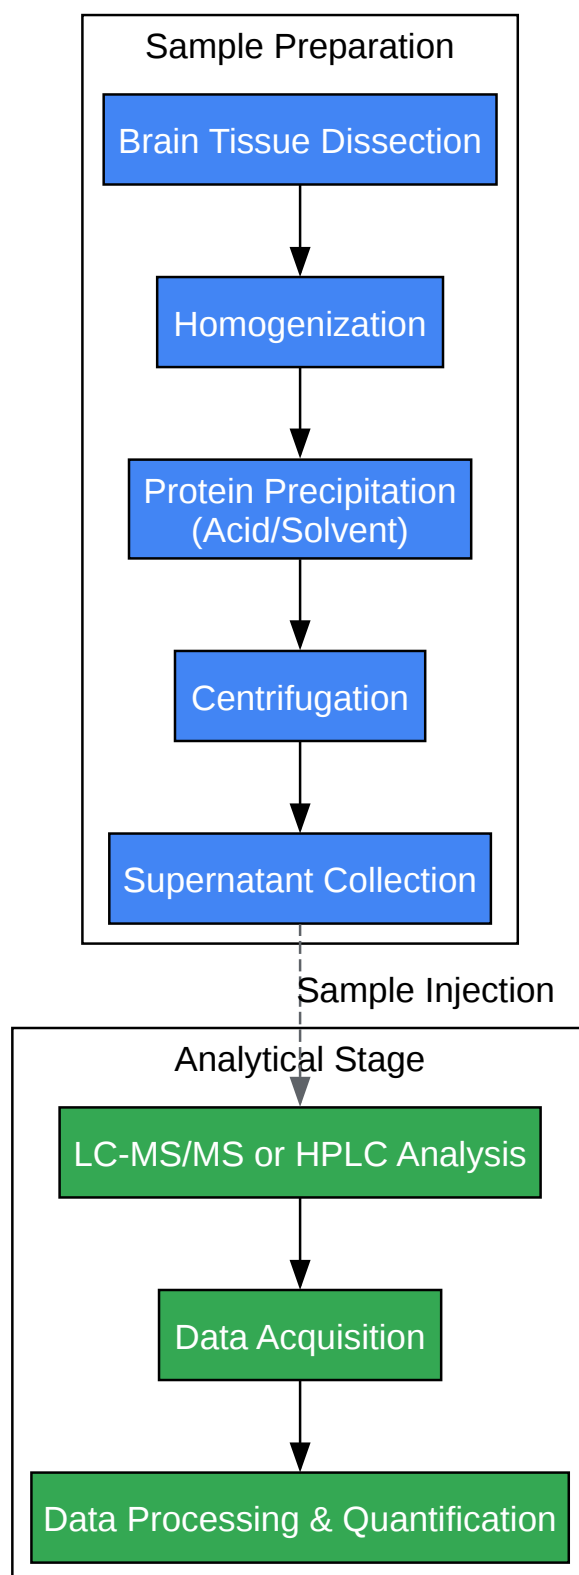 Sample Preparation
Brain Tissue Dissection
Homogenization
Protein Precipitation
(Acid/Solvent)
Centrifugation
Supernatant Collection
Sample Injection
Analytical Stage
LC-MS/MS or HPLC Analysis
Data Acquisition
Data Processing & Quantification